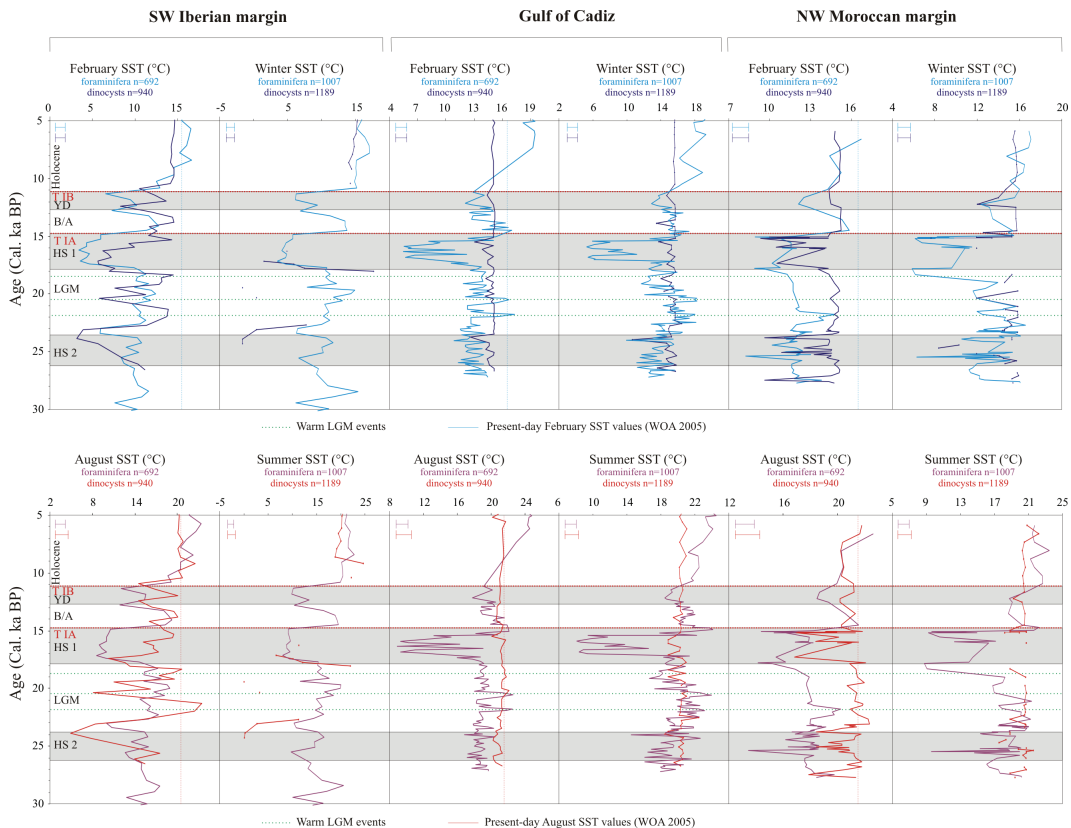 SW Iberian margin
Gulf of Cadiz
NW Moroccan margin
February SST (°C)
foraminifera n=692
dinocysts n=940
Winter SST (°C)
foraminifera n=1007
dinocysts n=1189
February SST (°C)
foraminifera n=692
dinocysts n=940
Winter SST (°C)
foraminifera n=1007
dinocysts n=1189
February SST (°C)
foraminifera n=692
dinocysts n=940
Winter SST (°C)
foraminifera n=1007
dinocysts n=1189
0 5 10 15
-5 5 15
4 7 10 13 16 19
2 6 10 14 18
7 10 13 16
4 8 12 16 20
Age (Cal. ka BP)
5
10
15
20
25
30
Holocene
T IB
YD
B/A
T IA
HS 1
LGM
HS 2
Warm LGM events
Present-day February SST values (WOA 2005)
August SST (°C)
foraminifera n=692
dinocysts n=940
Summer SST (°C)
foraminifera n=1007
dinocysts n=1189
August SST (°C)
foraminifera n=692
dinocysts n=940
Summer SST (°C)
foraminifera n=1007
dinocysts n=1189
August SST (°C)
foraminifera n=692
dinocysts n=940
Summer SST (°C)
foraminifera n=1007
dinocysts n=1189
2 8 14 20
-5 5 15 25
8 12 16 20 24
4 8 12 16 20 24
12 16 20
5 9 13 17 21 25
Age (Cal. ka BP)
5
10
15
20
25
30
Holocene
T IB
YD
B/A
T IA
HS 1
LGM
HS 2
Warm LGM events
Present-day August SST values (WOA 2005)